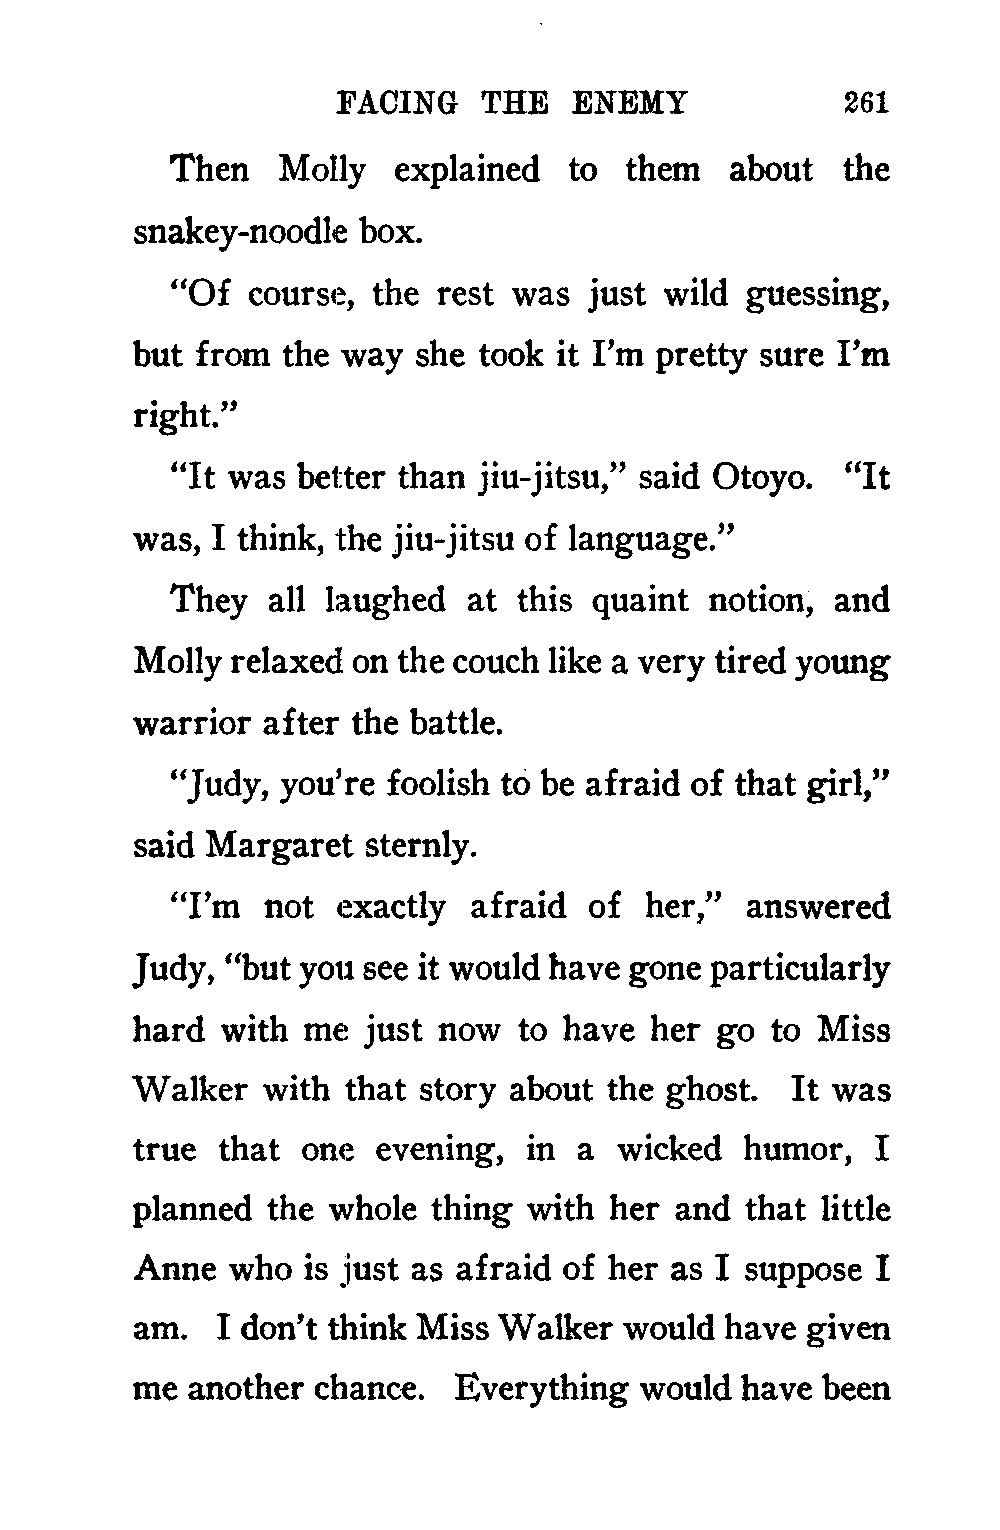 FACING THE ENEMY 261
Then Molly explained to them about the
snakey-noodle box.
“Of course, the rest was just wild guessing,
but from the way she took it I’m pretty sure I’m
right.”
“It was better than jiu-jitsu,” said Otoyo. “It
was, I think, the jiu-jitsu of language.”
They all laughed at this quaint notion, and
Molly relaxed on the couch like a very tired young
warrior after the battle.
“Judy, you’re foolish to be afraid of that girl,”
said Margaret sternly.
“I’m not exactly afraid of her,” answered
Judy, “but you see it would have gone particularly
hard with me just now to have her go to Miss
Walker with that story about the ghost. It was
true that one evening, in a wicked humor, I
planned the whole thing with her and that little
Anne who is just as afraid of her as I suppose I
am. I don’t think Miss Walker would have given
me another chance. Everything would have been